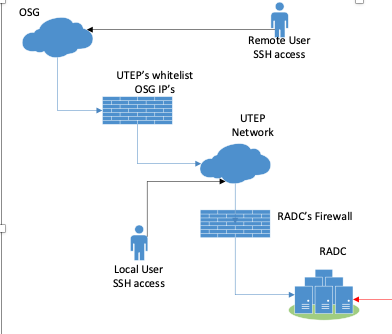 OSG
Remote User
SSH access
UTEP's whitelist
OSG IP's
UTEP
Network
RADC's Firewall
Local User
SSH access
RADC